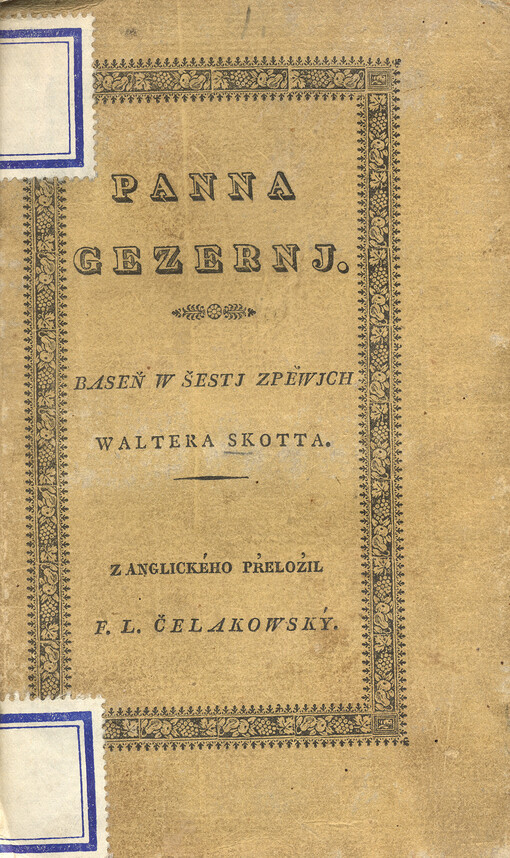 PANNA
GEZERNJ.
BASEŇ W ŠESTJ ZPĚWJCH
WALTERA SKOTTA.
Z ANGLICKÉHO PŘELOŽIL
F. L. ČELAKOWSKÝ.